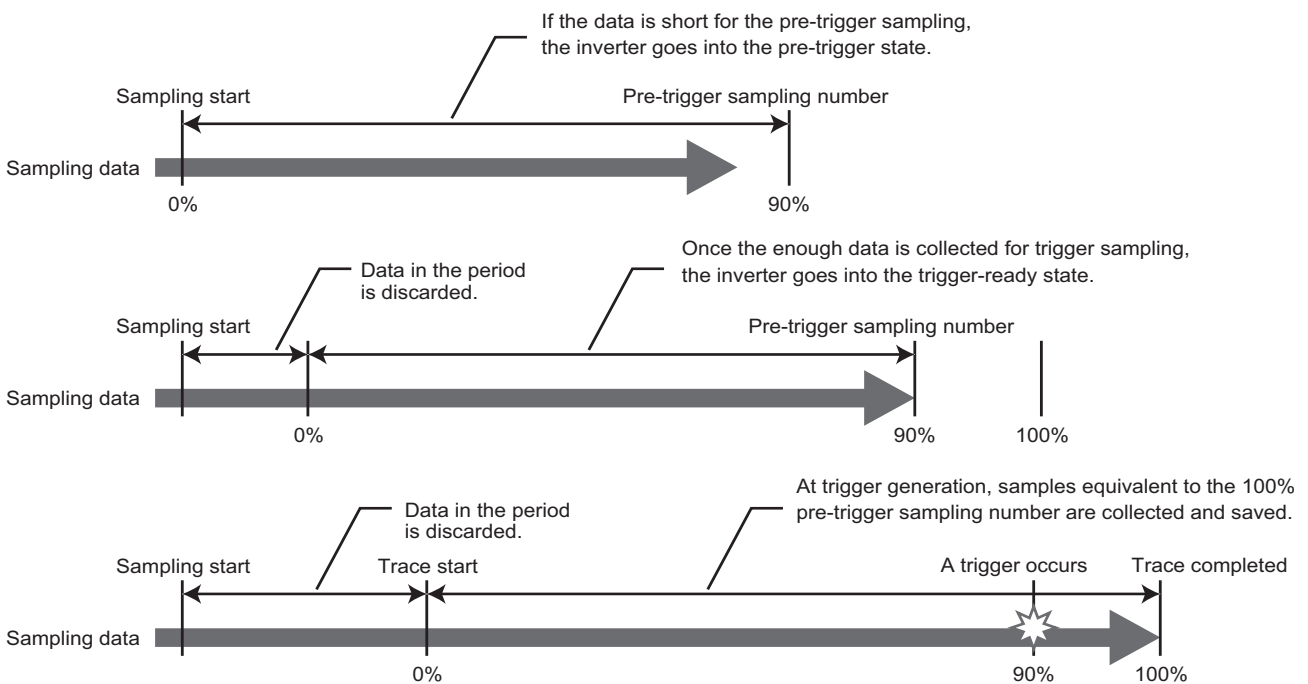 If the data is short for the pre-trigger sampling,
the inverter goes into the pre-trigger state.
Sampling start
Pre-trigger sampling number
Sampling data
0%
90%
Once the enough data is collected for trigger sampling,
the inverter goes into the trigger-ready state.
Data in the period
is discarded.
Sampling start
Pre-trigger sampling number
Sampling data
0%
90%
100%
At trigger generation, samples equivalent to the 100%
pre-trigger sampling number are collected and saved.
Data in the period
is discarded.
Sampling start
Trace start
A trigger occurs
Trace completed
Sampling data
0%
90%
100%